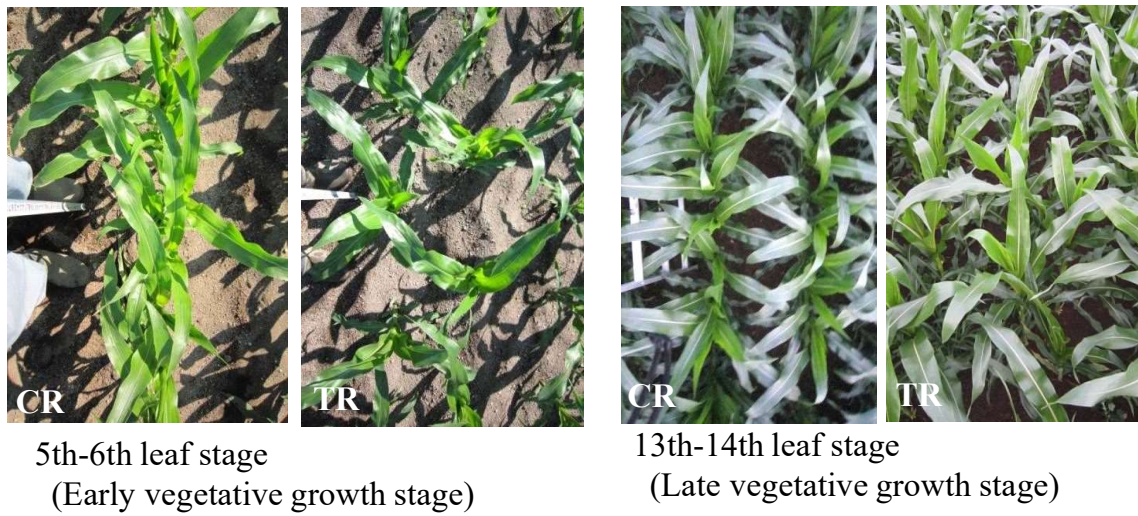 CR
TR
5th-6th leaf stage
(Early vegetative growth stage)
CR
TR
13th-14th leaf stage
(Late vegetative growth stage)